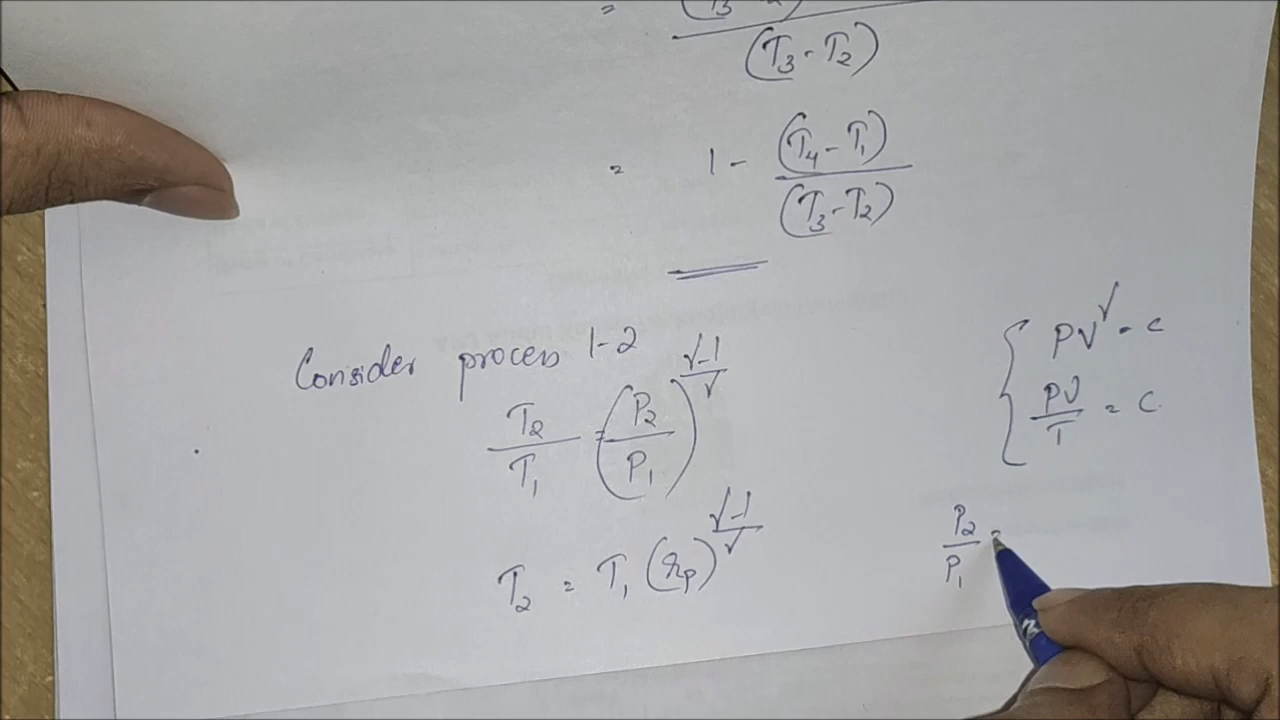 = (T3-T2)
= 1 - (T4-T1)/(T3-T2)
Consider process 1-2
T2/T1 = (P2/P1)^(γ-1)/γ
T2 = T1 (rp)^(γ-1)/γ
{ PV^γ = C
PV/T = C
P2/P1 =